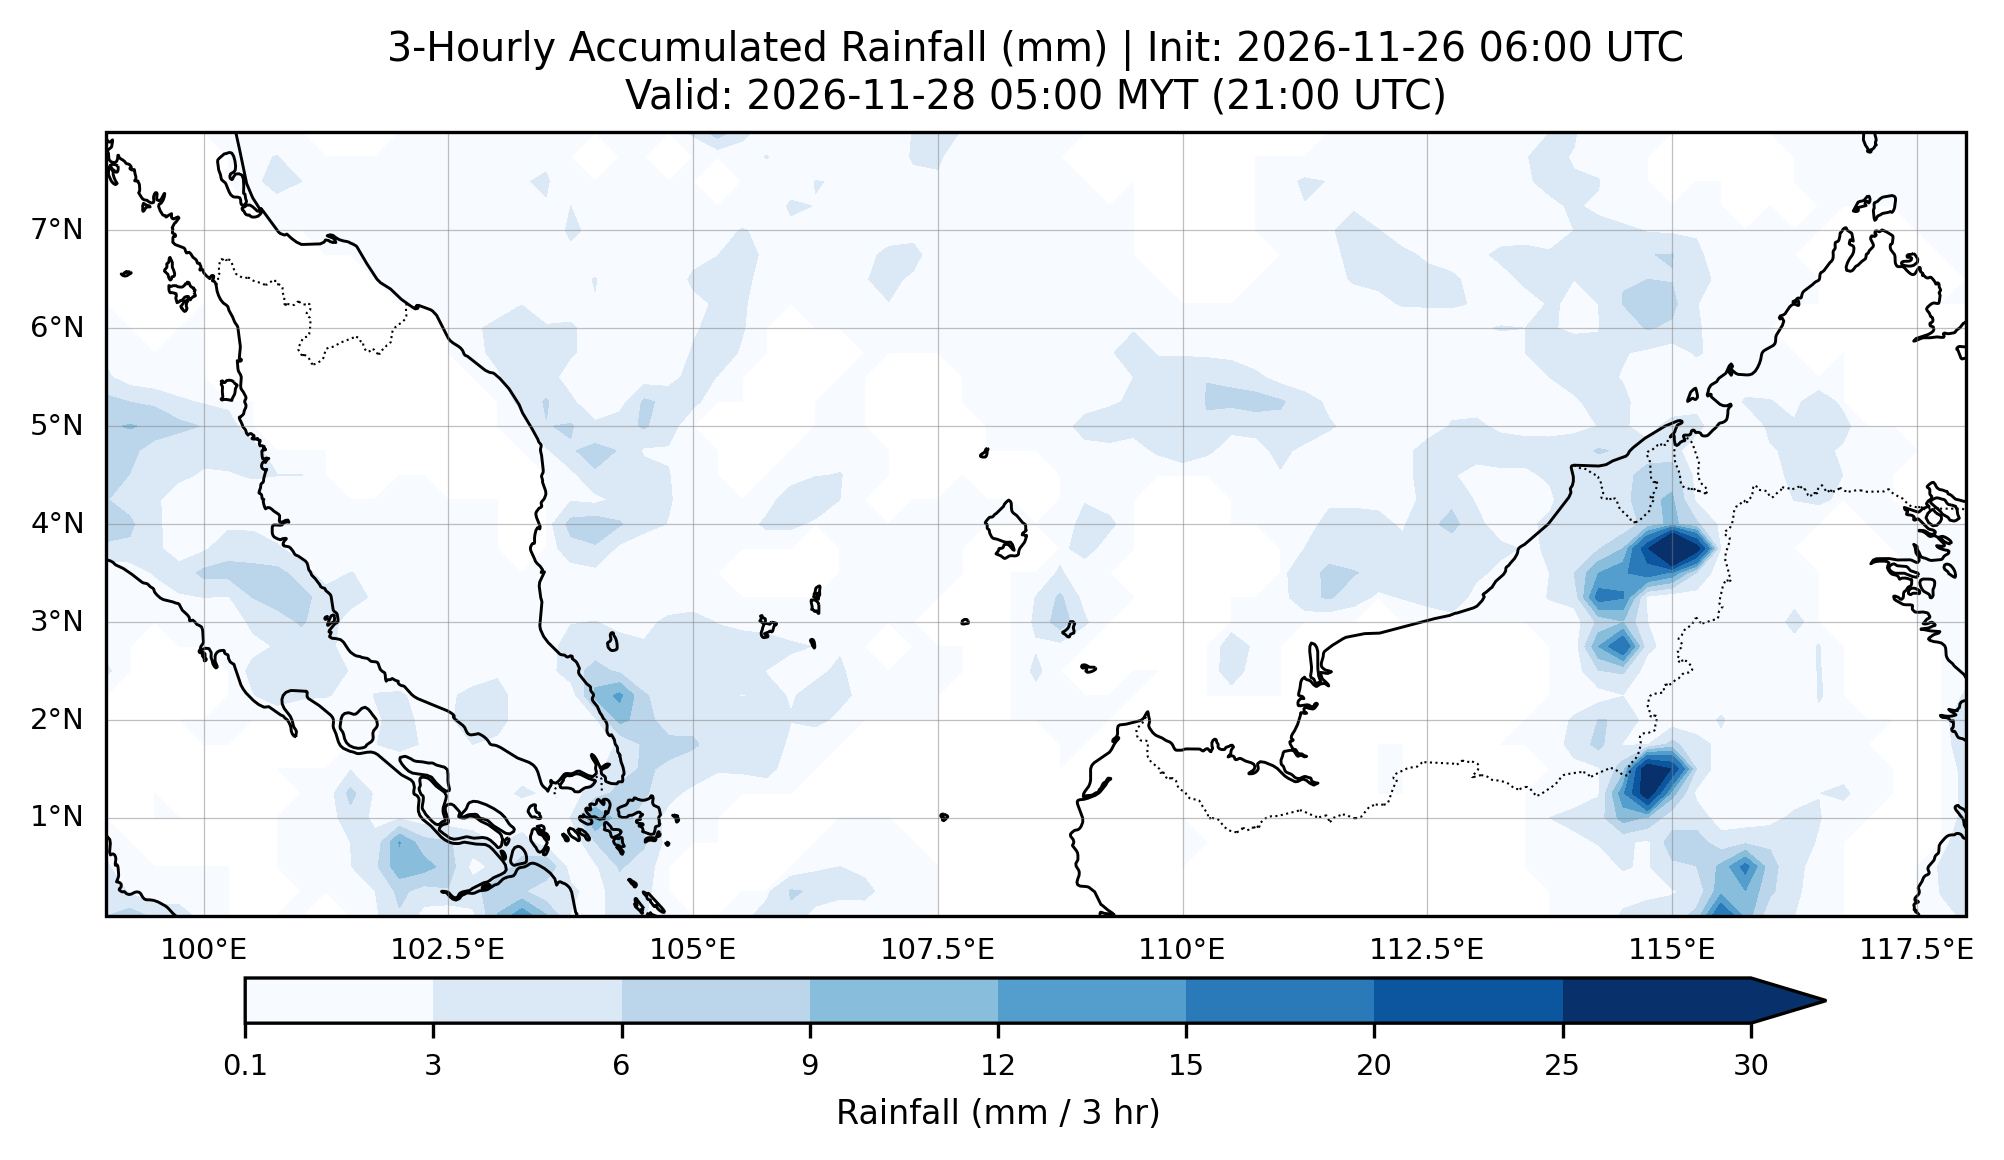 3-Hourly Accumulated Rainfall (mm) | Init: 2026-11-26 06:00 UTC
Valid: 2026-11-28 05:00 MYT (21:00 UTC)
7°N
6°N
5°N
4°N
3°N
2°N
1°N
100°E 102.5°E 105°E 107.5°E 110°E 112.5°E 115°E 117.5°E
0.1 3 6 9 12 15 20 25 30
Rainfall (mm / 3 hr)